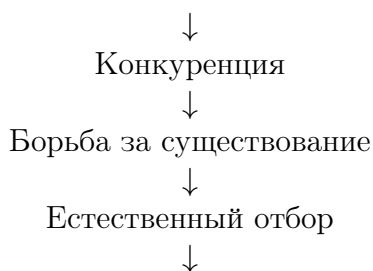 ↓
Конкуренция
↓
Борьба за существование
↓
Естественный отбор
↓